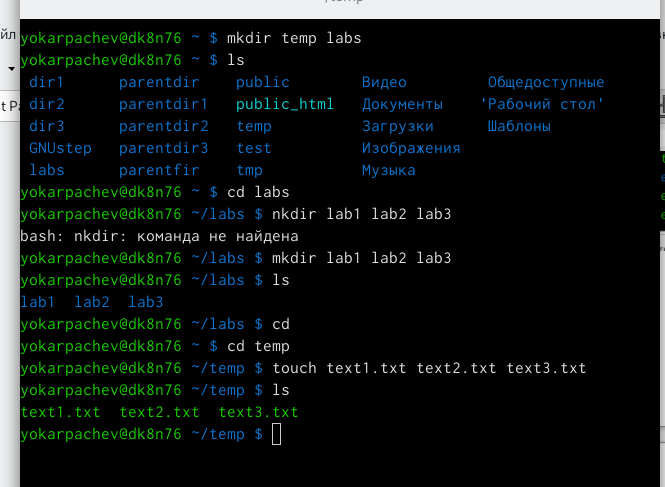 yokarpachev@dk8n76 ~ $ mkdir temp labs
yokarpachev@dk8n76 ~ $ ls
dir1 parentdir public Видео Общедоступные
dir2 parentdir1 public_html Документы 'Рабочий стол'
dir3 parentdir2 temp Загрузки Шаблоны
GNUstep parentdir3 test Изображения
labs parentfir tmp Музыка
yokarpachev@dk8n76 ~ $ cd labs
yokarpachev@dk8n76 ~/labs $ nkdir lab1 lab2 lab3
bash: nkdir: команда не найдена
yokarpachev@dk8n76 ~/labs $ mkdir lab1 lab2 lab3
yokarpachev@dk8n76 ~/labs $ ls
lab1 lab2 lab3
yokarpachev@dk8n76 ~/labs $ cd
yokarpachev@dk8n76 ~ $ cd temp
yokarpachev@dk8n76 ~/temp $ touch text1.txt text2.txt text3.txt
yokarpachev@dk8n76 ~/temp $ ls
text1.txt text2.txt text3.txt
yokarpachev@dk8n76 ~/temp $